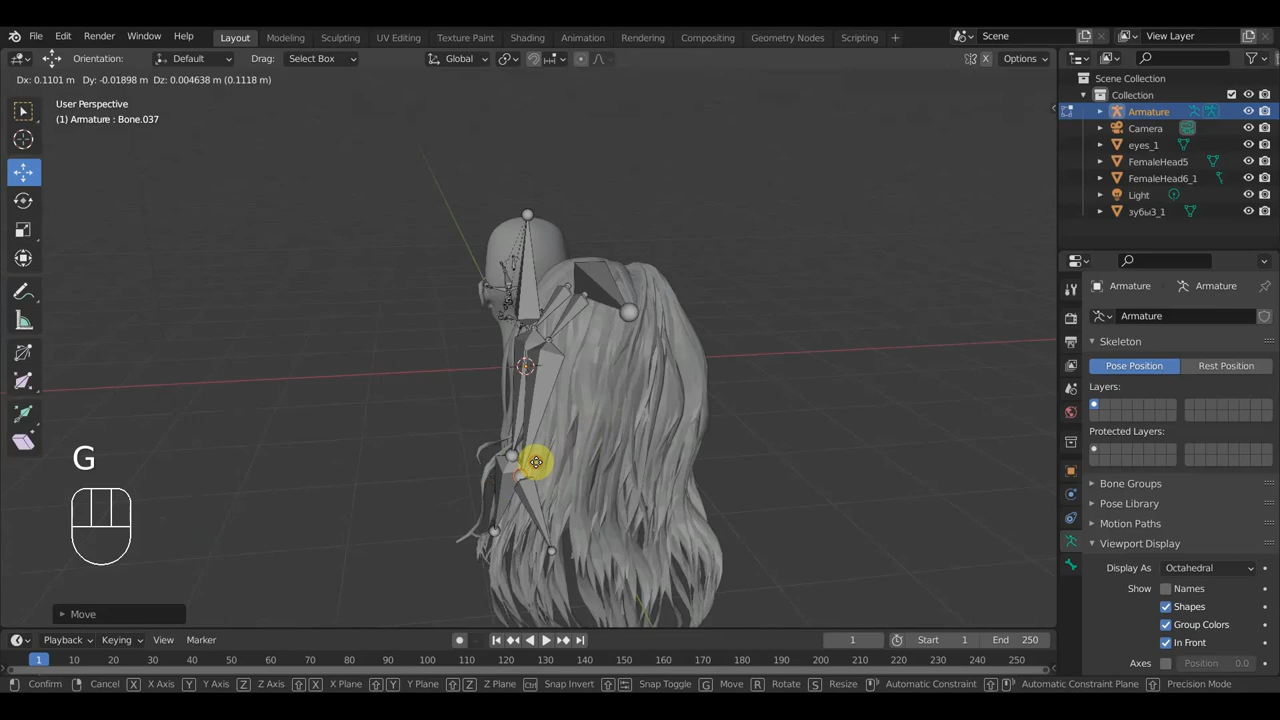 File Edit Render Window Help Layout Modeling Sculpting UV Editing Texture Paint Shading Animation Rendering Compositing Geometry Nodes Scripting + Scene View Layer
Orientation: Default Drag: Select Box Global X Options
Dx: 0.1101 m Dy: -0.01898 m Dz: 0.004638 m (0.1118 m)
User Perspective
(1) Armature : Bone.037
Scene Collection
Collection
Armature
Camera
eyes_1
FemaleHead5
FemaleHead6_1
Light
зубы3_1
Armature Armature
Armature
Skeleton
Pose Position Rest Position
Layers:
Protected Layers:
Bone Groups
Pose Library
Motion Paths
Viewport Display
Display As Octahedral
Show Names
Shapes
Group Colors
In Front
Axes Position 0.0
G
Move
Playback Keying View Marker 1 Start 1 End 250
1 10 20 30 40 50 60 70 80 90 100 110 120 130 140 150 160 170 180 190 200 210 220 230 240 250
Confirm Cancel X X Axis Y Y Axis Z Z Axis X X Plane Y Y Plane Z Z Plane Ctrl Snap Invert Snap Toggle G Move R Rotate S Resize Automatic Constraint Automatic Constraint Plane Precision Mode